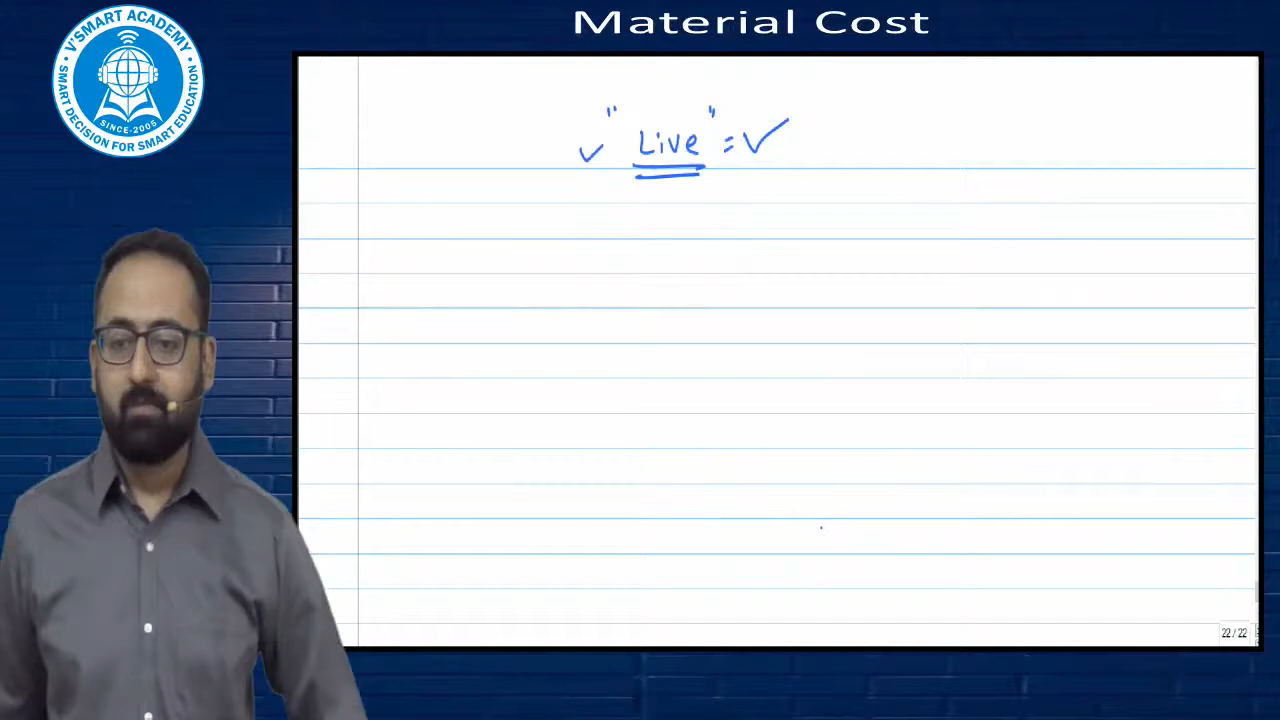 Material Cost
V'SMART ACADEMY
SINCE-2005
SMART DECISION FOR SMART EDUCATION
✓ "Live" = ✓
22 / 22